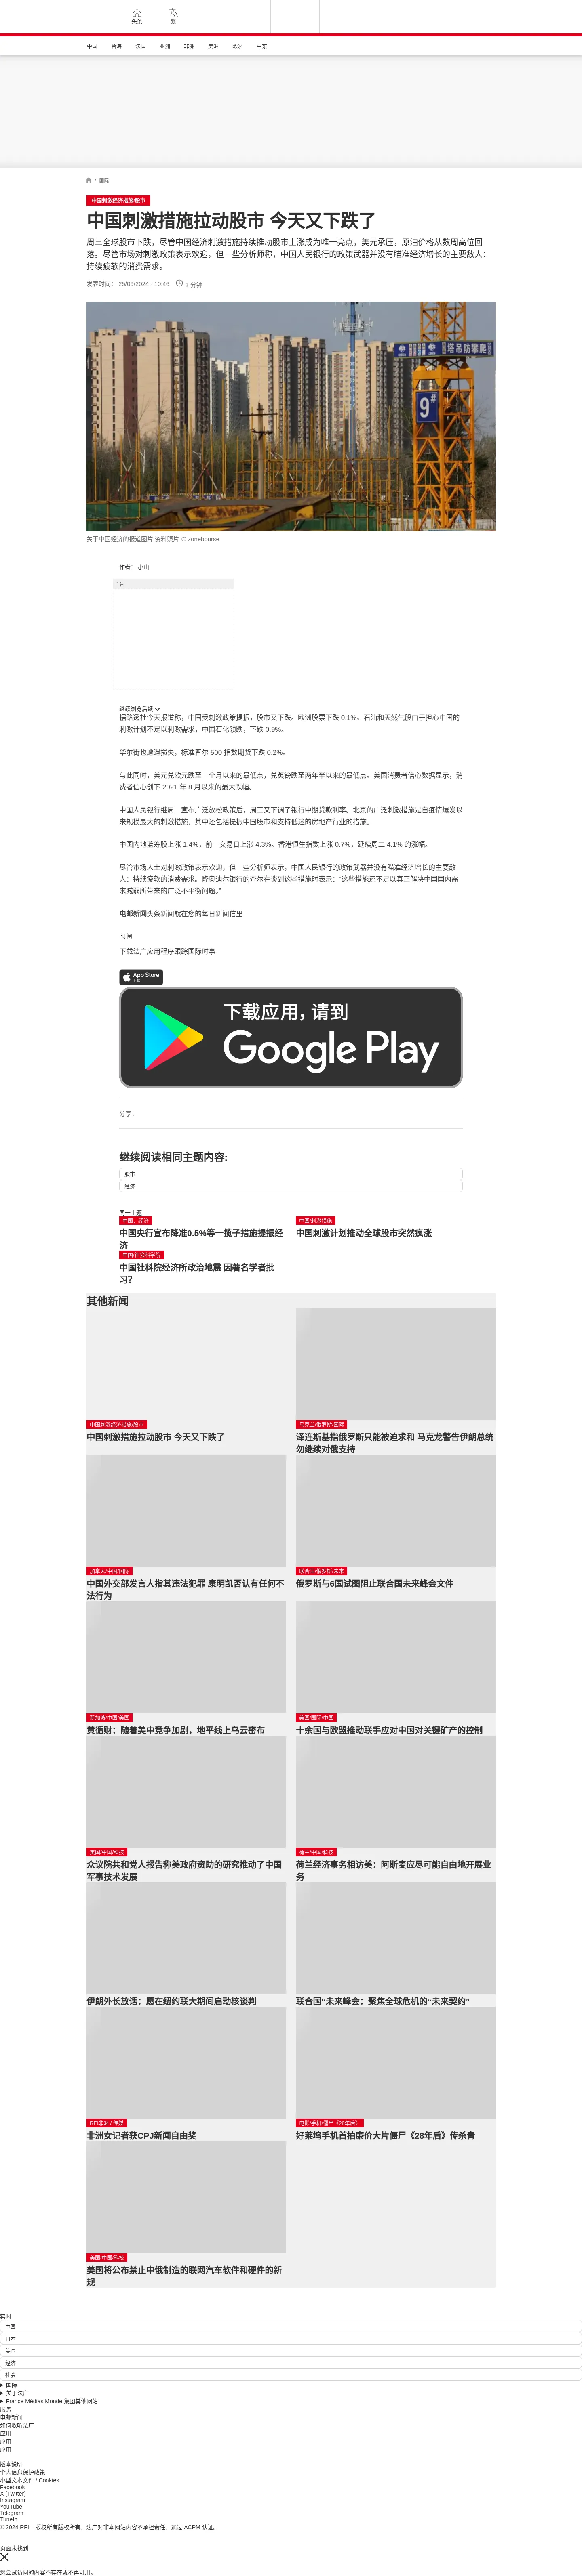 头条
繁
中国 台海 法国 亚洲 非洲 美洲 欧洲 中东
/ 国际
中国刺激经济措施/股市
中国刺激措施拉动股市 今天又下跌了
周三全球股市下跌，尽管中国经济刺激措施持续推动股市上涨成为唯一亮点，美元承压，原油价格从数周高位回
落。尽管市场对刺激政策表示欢迎，但一些分析师称，中国人民银行的政策武器并没有瞄准经济增长的主要敌人：
持续疲软的消费需求。
发表时间： 25/09/2024 - 10:46 3 分钟
塔吊防攀爬
9#
关于中国经济的报道图片 资料照片 © zonebourse
作者： 小山
广告
继续浏览后续
据路透社今天报道称，中国受刺激政策提振，股市又下跌。欧洲股票下跌 0.1%。石油和天然气股由于担心中国的
刺激计划不足以刺激需求，中国石化领跌，下跌 0.9%。
华尔街也遭遇损失，标准普尔 500 指数期货下跌 0.2%。
与此同时，美元兑欧元跌至一个月以来的最低点，兑英镑跌至两年半以来的最低点。美国消费者信心数据显示，消
费者信心创下 2021 年 8 月以来的最大跌幅。
中国人民银行继周二宣布广泛放松政策后，周三又下调了银行中期贷款利率。北京的广泛刺激措施是自疫情爆发以
来规模最大的刺激措施，其中还包括提振中国股市和支持低迷的房地产行业的措施。
中国内地蓝筹股上涨 1.4%，前一交易日上涨 4.3%。香港恒生指数上涨 0.7%，延续周二 4.1% 的涨幅。
尽管市场人士对刺激政策表示欢迎，但一些分析师表示，中国人民银行的政策武器并没有瞄准经济增长的主要敌
人：持续疲软的消费需求。隆奥迪尔银行的查尔在谈到这些措施时表示：“这些措施还不足以真正解决中国国内需
求减弱所带来的广泛不平衡问题。”
电邮新闻头条新闻就在您的每日新闻信里
订阅
下载法广应用程序跟踪国际时事
App Store
下载
下载应用，请到
Google Play
分享 :
继续阅读相同主题内容:
股市
经济
同一主题
中国，经济
中国央行宣布降准0.5%等一揽子措施提振经
济
中国/刺激措施
中国刺激计划推动全球股市突然疯涨
中国/社会科学院
中国社科院经济所政治地震 因著名学者批
习？
其他新闻
中国刺激经济措施/股市
中国刺激措施拉动股市 今天又下跌了
乌克兰/俄罗斯/国际
泽连斯基指俄罗斯只能被迫求和 马克龙警告伊朗总统
勿继续对俄支持
加拿大/中国/国际
中国外交部发言人指其违法犯罪 康明凯否认有任何不
法行为
联合国/俄罗斯/未来
俄罗斯与6国试图阻止联合国未来峰会文件
新加坡/中国/美国
黄循财：随着美中竞争加剧，地平线上乌云密布
美国/国际/中国
十余国与欧盟推动联手应对中国对关键矿产的控制
美国/中国/科技
众议院共和党人报告称美政府资助的研究推动了中国
军事技术发展
荷兰/中国/科技
荷兰经济事务相访美：阿斯麦应尽可能自由地开展业
务
伊朗外长放话：愿在纽约联大期间启动核谈判
联合国“未来峰会：聚焦全球危机的“未来契约”
RFI非洲 / 传媒
非洲女记者获CPJ新闻自由奖
电影/手机/僵尸《28年后》
好莱坞手机首拍廉价大片僵尸《28年后》传杀青
美国/中国/科技
美国将公布禁止中俄制造的联网汽车软件和硬件的新
规
实时
中国
日本
美国
经济
社会
国际
关于法广
France Médias Monde 集团其他网站
服务
电邮新闻
如何收听法广
应用
应用
应用
版本说明
个人信息保护政策
小型文本文件 / Cookies
Facebook
X (Twitter)
Instagram
YouTube
Telegram
TuneIn
© 2024 RFI – 版权所有版权所有。法广对非本网站内容不承担责任。通过 ACPM 认证。
页面未找到
您尝试访问的内容不存在或不再可用。